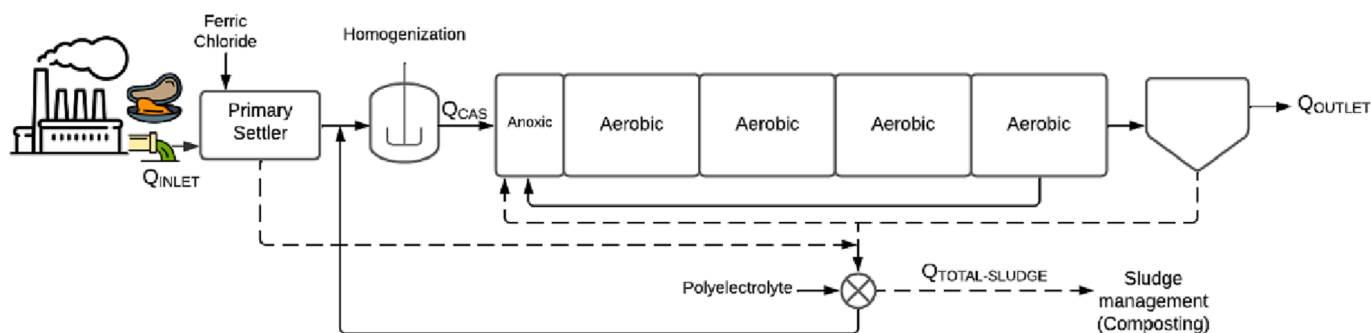 Ferric
Chloride
Homogenization
Primary
Settler
QCAS
Anoxic
Aerobic
Aerobic
Aerobic
Aerobic
QOUTLET
QINLET
Polyelectrolyte
QTOTAL-SLUDGE
Sludge
management
(Composting)